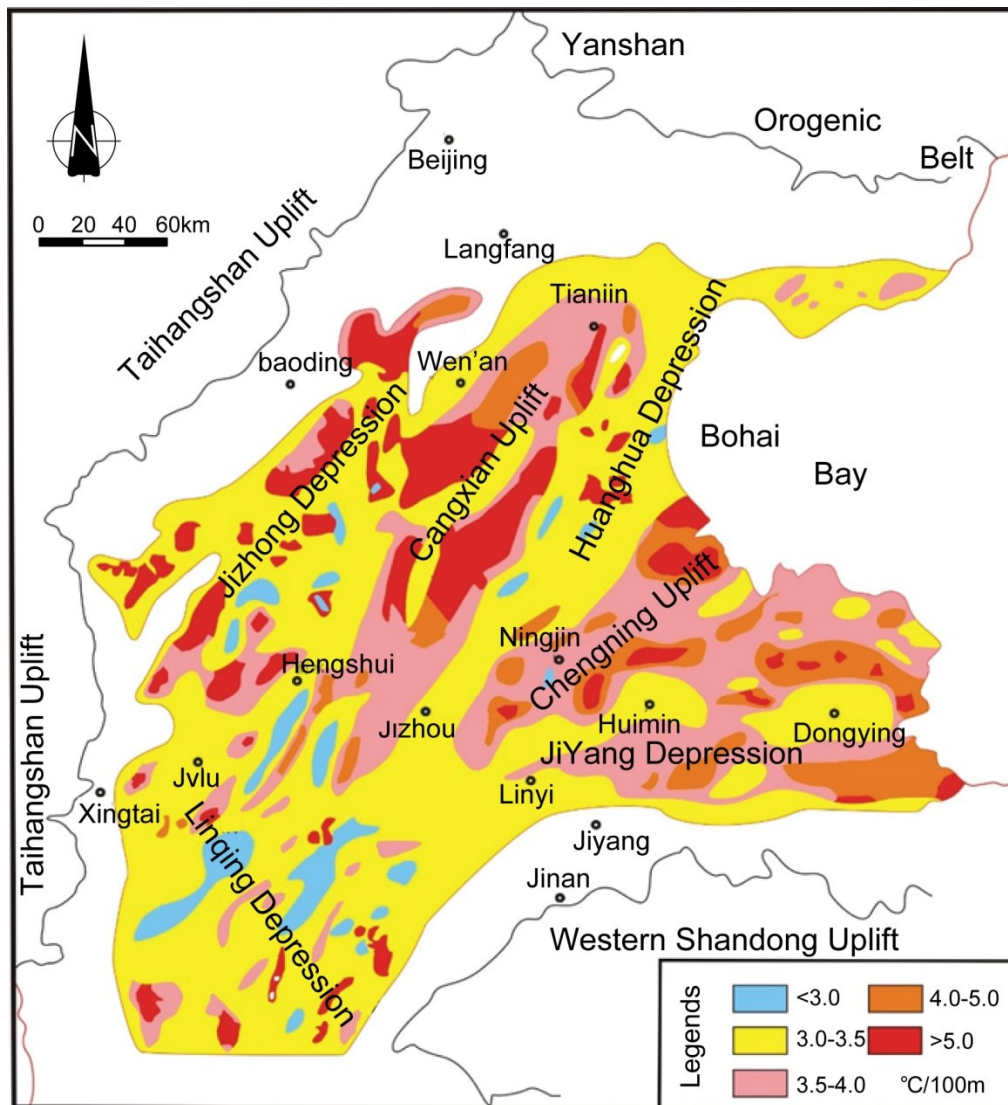 Yanshan
Orogenic
Belt
N
Beijing
0 20 40 60km
Langfang
Taihangshan Uplift
Tianiin
baoding
Wen'an
Huanghua Depression
Bohai
Bay
Jizhong Depression
Cangxian Uplift
Chengning Uplift
Ningjin
Hengshui
Jızhou
Huimin
Dongying
JiYang Depression
Taihangshan Uplift
Jvlu
Xingtai
Linyi
Linqing Depression
Jiyang
Jinan
Western Shandong Uplift
Legends
<3.0
4.0-5.0
3.0-3.5
>5.0
3.5-4.0
℃/100m